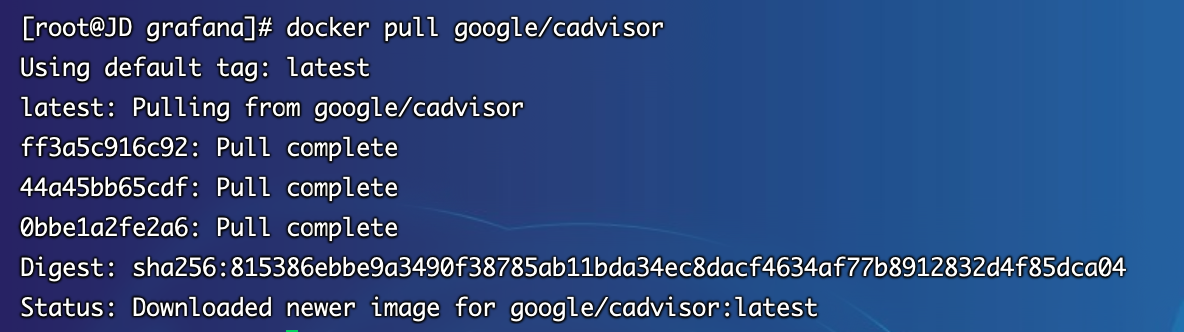 [root@JD grafana]# docker pull google/cadvisor
Using default tag: latest
latest: Pulling from google/cadvisor
ff3a5c916c92: Pull complete
44a45bb65cdf: Pull complete
0bbe1a2fe2a6: Pull complete
Digest: sha256:815386ebbe9a3490f38785ab11bda34ec8dacf4634af77b8912832d4f85dca04
Status: Downloaded newer image for google/cadvisor:latest